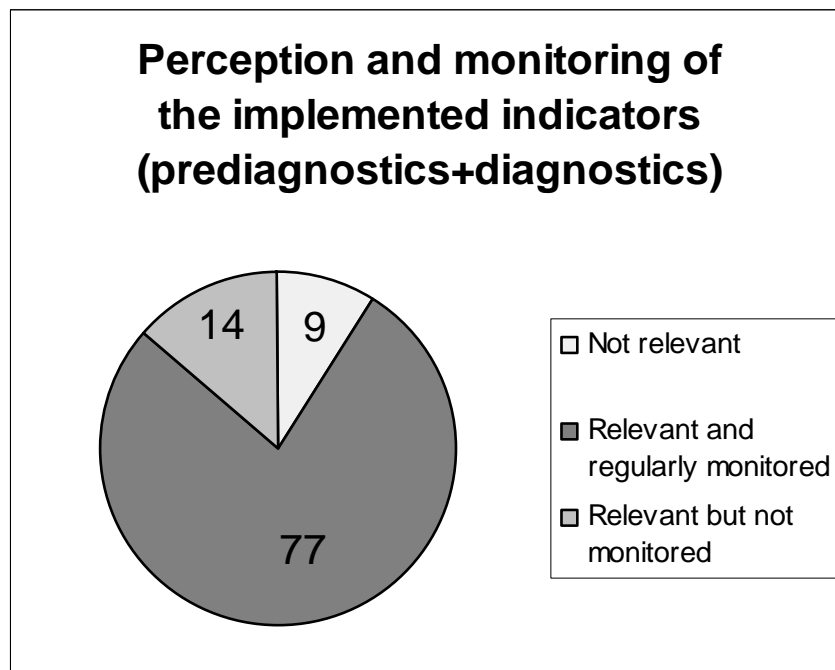 Perception and monitoring of
the implemented indicators
(prediagnostics+diagnostics)
14
9
77
Not relevant
Relevant and
regularly monitored
Relevant but not
monitored